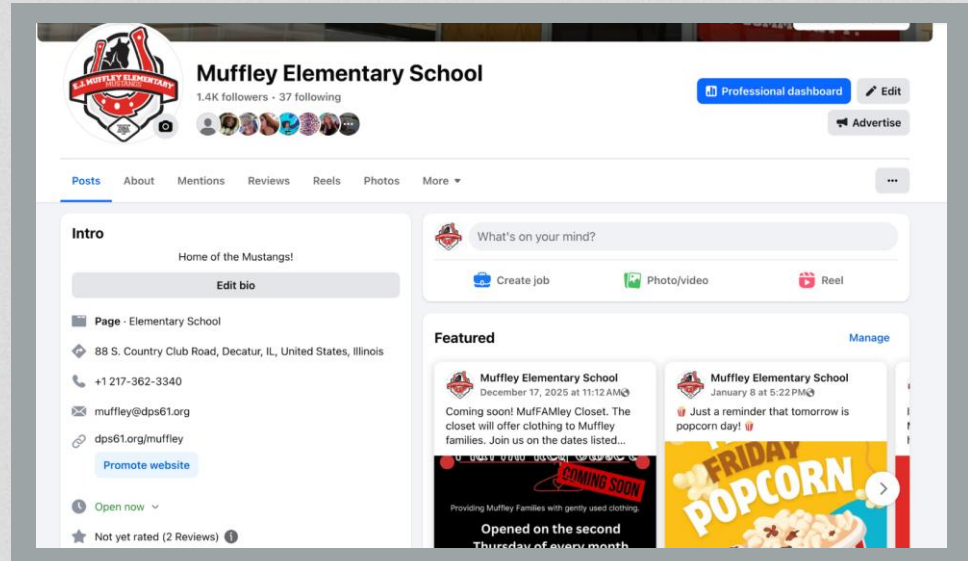 E.J. MUFFLEY ELEMENTARY
MUSTANGS
Muffley Elementary School
1.4K followers · 37 following
Professional dashboard
Edit
Advertise
Posts
About
Mentions
Reviews
Reels
Photos
More
Intro
Home of the Mustangs!
Edit bio
Page · Elementary School
88 S. Country Club Road, Decatur, IL, United States, Illinois
+1 217-362-3340
muffley@dps61.org
dps61.org/muffley
Promote website
Open now
Not yet rated (2 Reviews)
What's on your mind?
Create job
Photo/video
Reel
Featured
Manage
Muffley Elementary School
December 17, 2025 at 11:12 AM
Coming soon! MufFAMley Closet. The
closet will offer clothing to Muffley
families. Join us on the dates listed...
COMING SOON
Providing Muffley Families with gently used clothing.
Opened on the second
Thursday of every month
Muffley Elementary School
January 8 at 5:22 PM
🍿 Just a reminder that tomorrow is
popcorn day! 🍿
FRIDAY
POPCORN